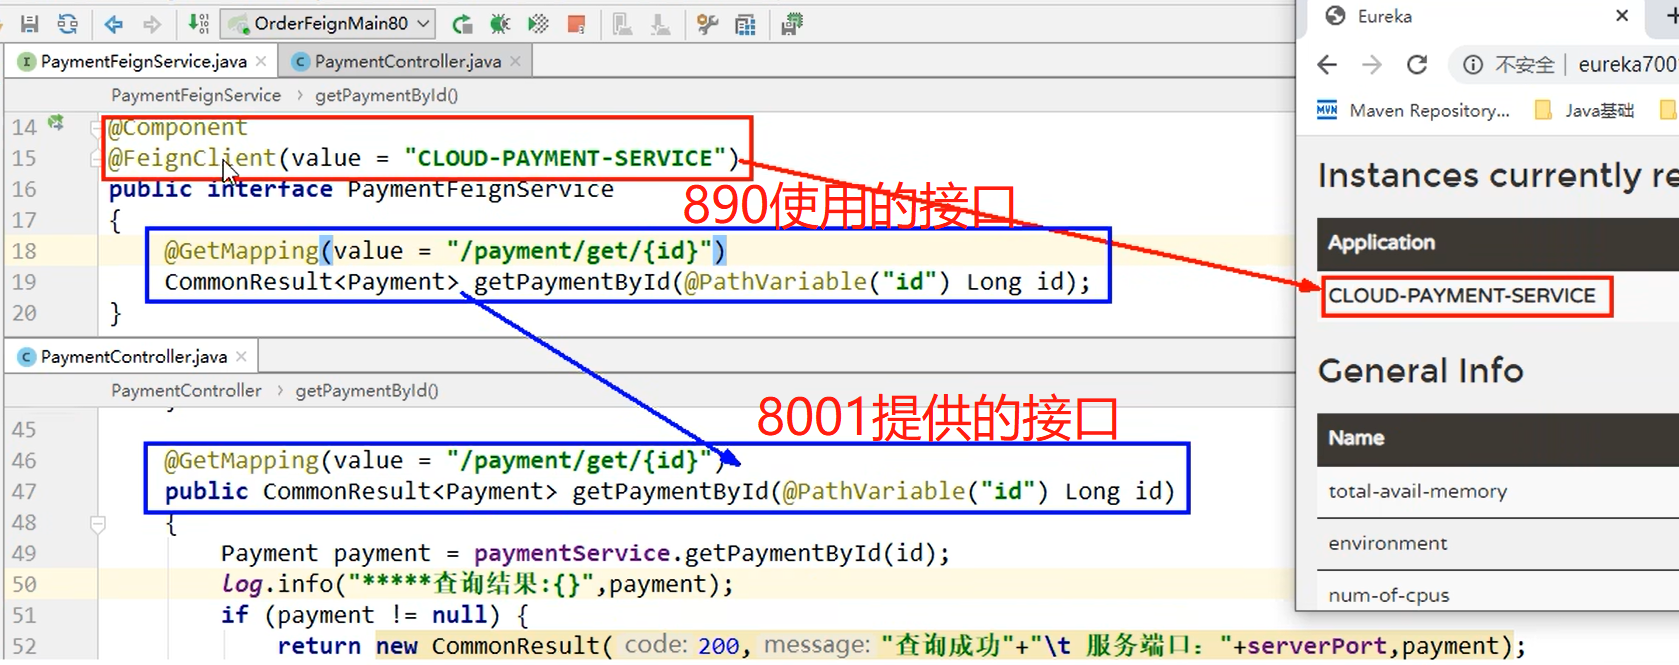 OrderFeignMain80
PaymentFeignService.java
PaymentController.java
PaymentFeignService > getPaymentById()
14 @Component
15 @FeignClient(value = "CLOUD-PAYMENT-SERVICE")
16 public interface PaymentFeignService
890使用的接口
17 {
18 @GetMapping(value = "/payment/get/{id}")
19 CommonResult<Payment> getPaymentById(@PathVariable("id") Long id);
20 }
PaymentController.java
PaymentController > getPaymentById()
8001提供的接口
45
46 @GetMapping(value = "/payment/get/{id}")
47 public CommonResult<Payment> getPaymentById(@PathVariable("id") Long id)
48 {
49 Payment payment = paymentService.getPaymentById(id);
50 log.info("*****查询结果:{}",payment);
51 if (payment != null) {
52 return new CommonResult( code: 200, message: "查询成功"+"\t 服务端口: "+serverPort,payment);
Eureka
不安全 | eureka700
MVN Maven Repository... Java基础
Instances currently re
Application
CLOUD-PAYMENT-SERVICE
General Info
Name
total-avail-memory
environment
num-of-cpus